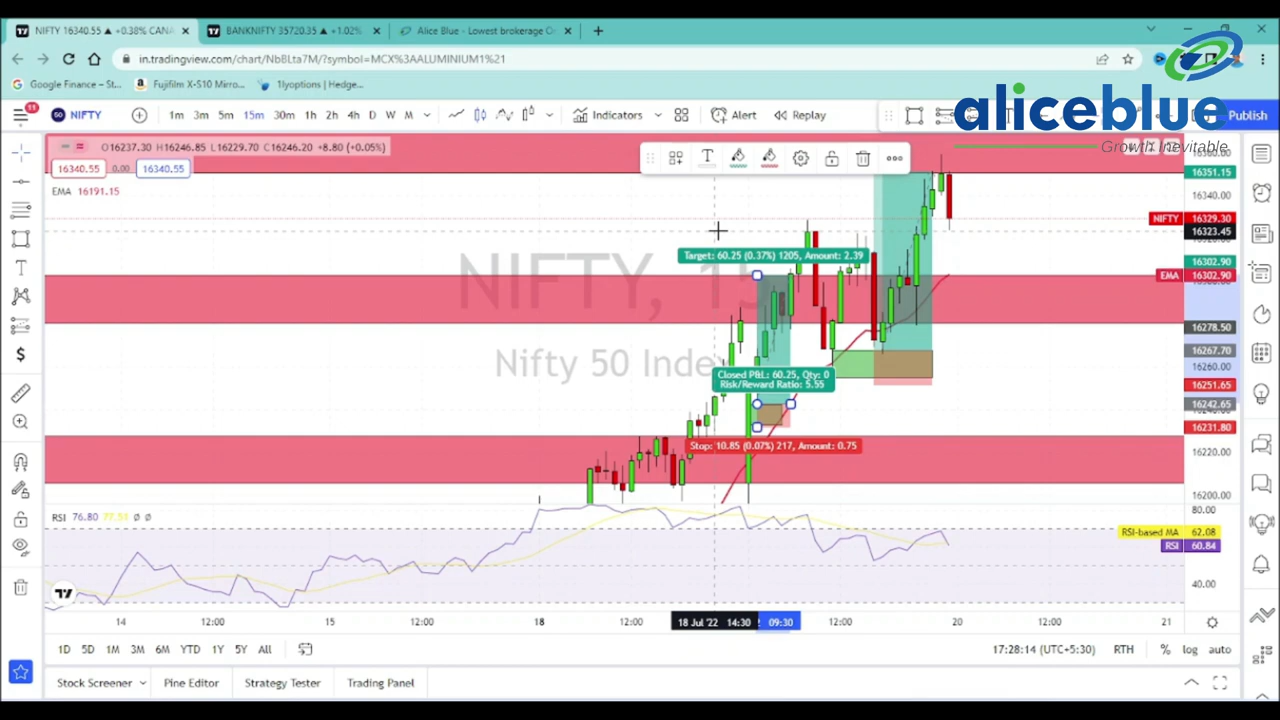 NIFTY 16340.55 ▲ +0.38% CANA
BANKNIFTY 35720.35 ▲ +1.02%
Alice Blue - Lowest brokerage
in.tradingview.com/chart/NbBLta7M/?symbol=MCX%3AALUMINIUM1%21
Google Finance – St...
Fujifilm X-S10 Mirro...
1lyoptions | Hedge...
aliceblue
Growth Inevitable
11
50 NIFTY
1m 3m 5m 15m 30m 1h 2h 4h D W M
Indicators
Alert
Replay
Publish
O16237.30 H16246.85 L16229.70 C16246.20 +8.80 (+0.05%)
16340.55 0.00 16340.55
EMA 16191.15
NIFTY, 15
Nifty 50 Index
Target: 60.25 (0.37%) 1205, Amount: 2.39
Closed P&L: 60.25, Qty: 0
Risk/Reward Ratio: 5.55
Stop: 10.85 (0.07%) 217, Amount: 0.75
16360.00
16351.15
16340.00
NIFTY 16329.30
16323.45
16302.90
EMA 16302.90
16278.50
16267.70
16260.00
16251.65
16242.65
16231.80
16220.00
16200.00
RSI 76.80 77.51 Ø Ø
80.00
RSI-based MA 62.08
RSI 60.84
40.00
14 12:00 15 12:00 18 12:00 18 Jul '22 14:30 09:30 12:00 20 12:00 21
1D 5D 1M 3M 6M YTD 1Y 5Y All
17:28:14 (UTC+5:30) RTH % log auto
Stock Screener
Pine Editor
Strategy Tester
Trading Panel